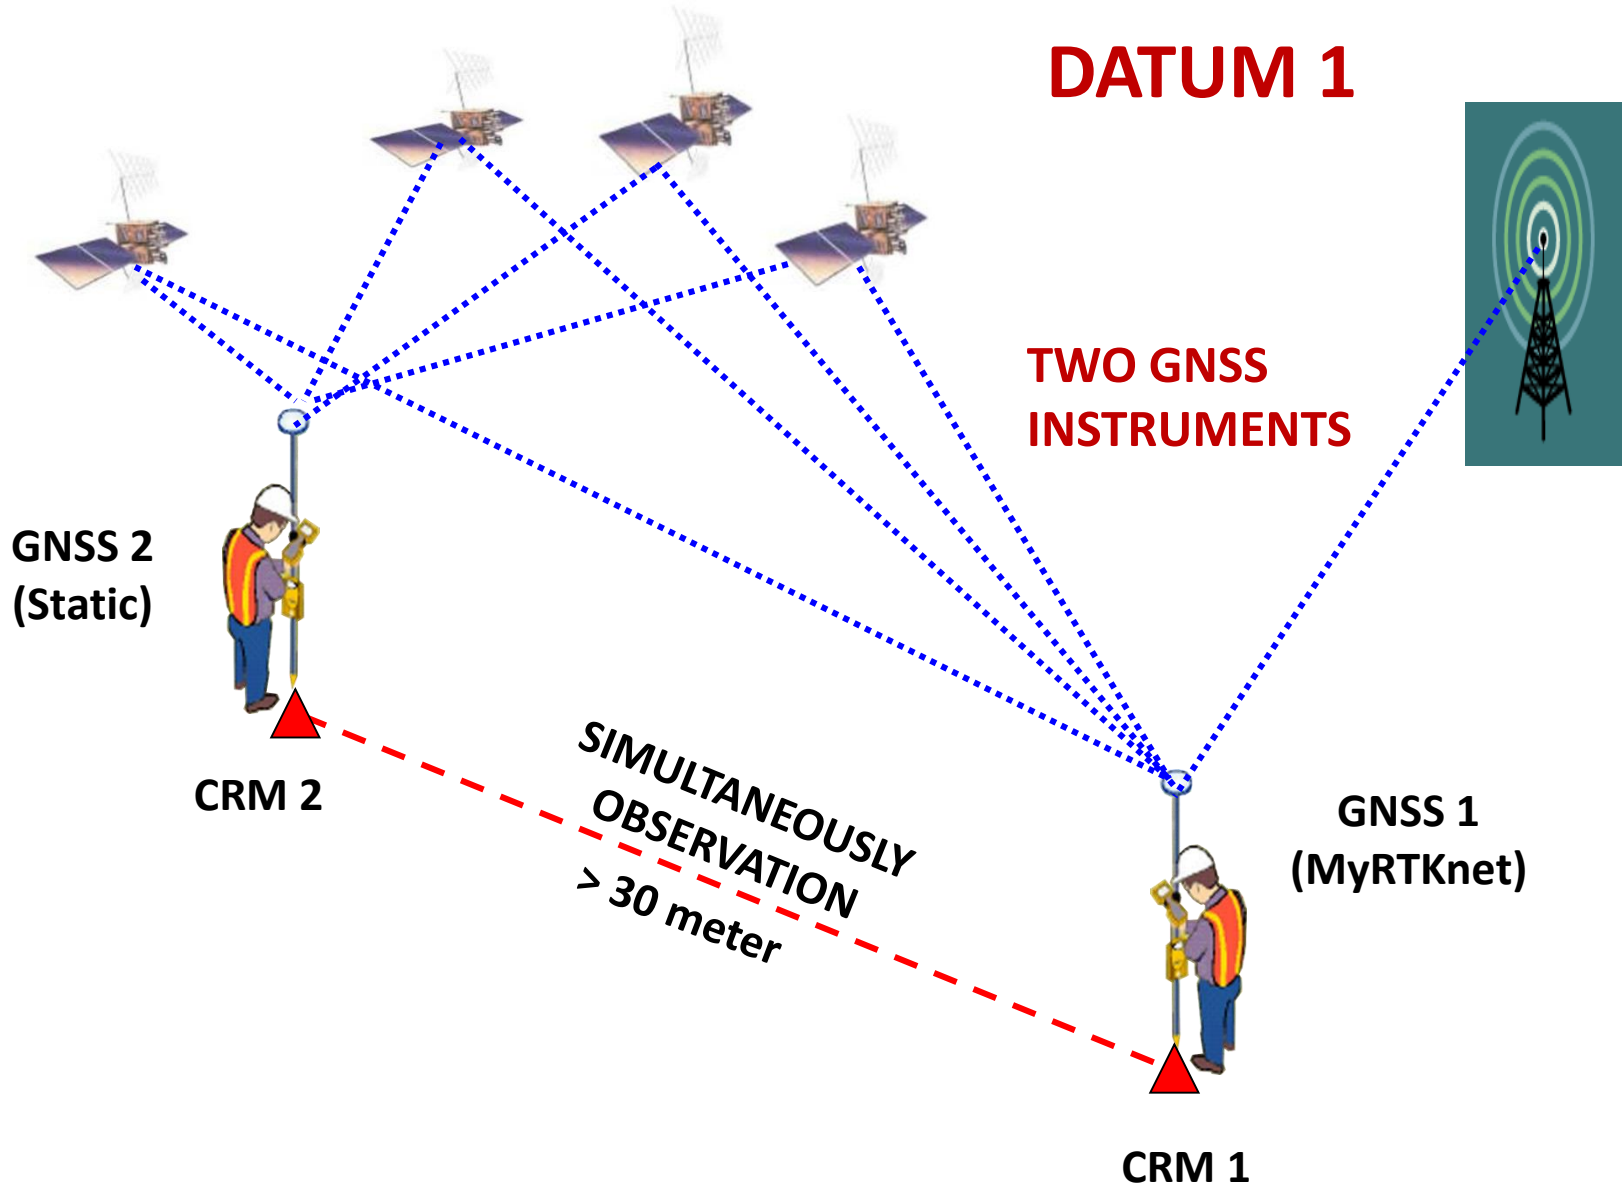 DATUM 1
TWO GNSS
INSTRUMENTS
GNSS 2
(Static)
CRM 2
SIMULTANEOUSLY
OBSERVATION
> 30 meter
GNSS 1
(MyRTKnet)
CRM 1